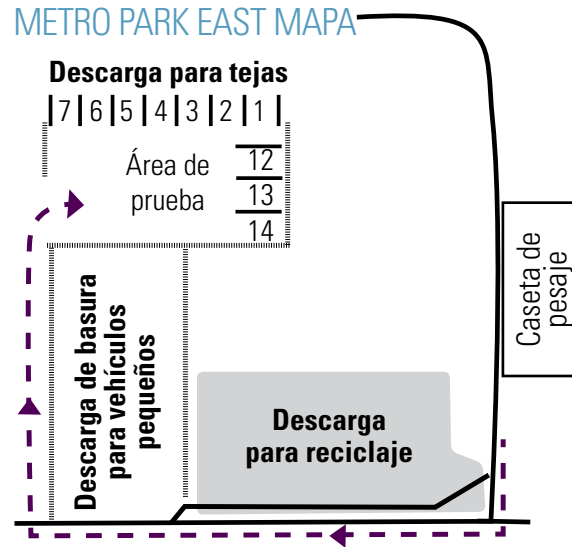 METRO PARK EAST MAPA
Descarga para tejas
7 6 5 4 3 2 1
Área de
prueba
12
13
14
Caseta de
pesaje
Descarga de basura
para vehículos
pequeños
Descarga
para reciclaje